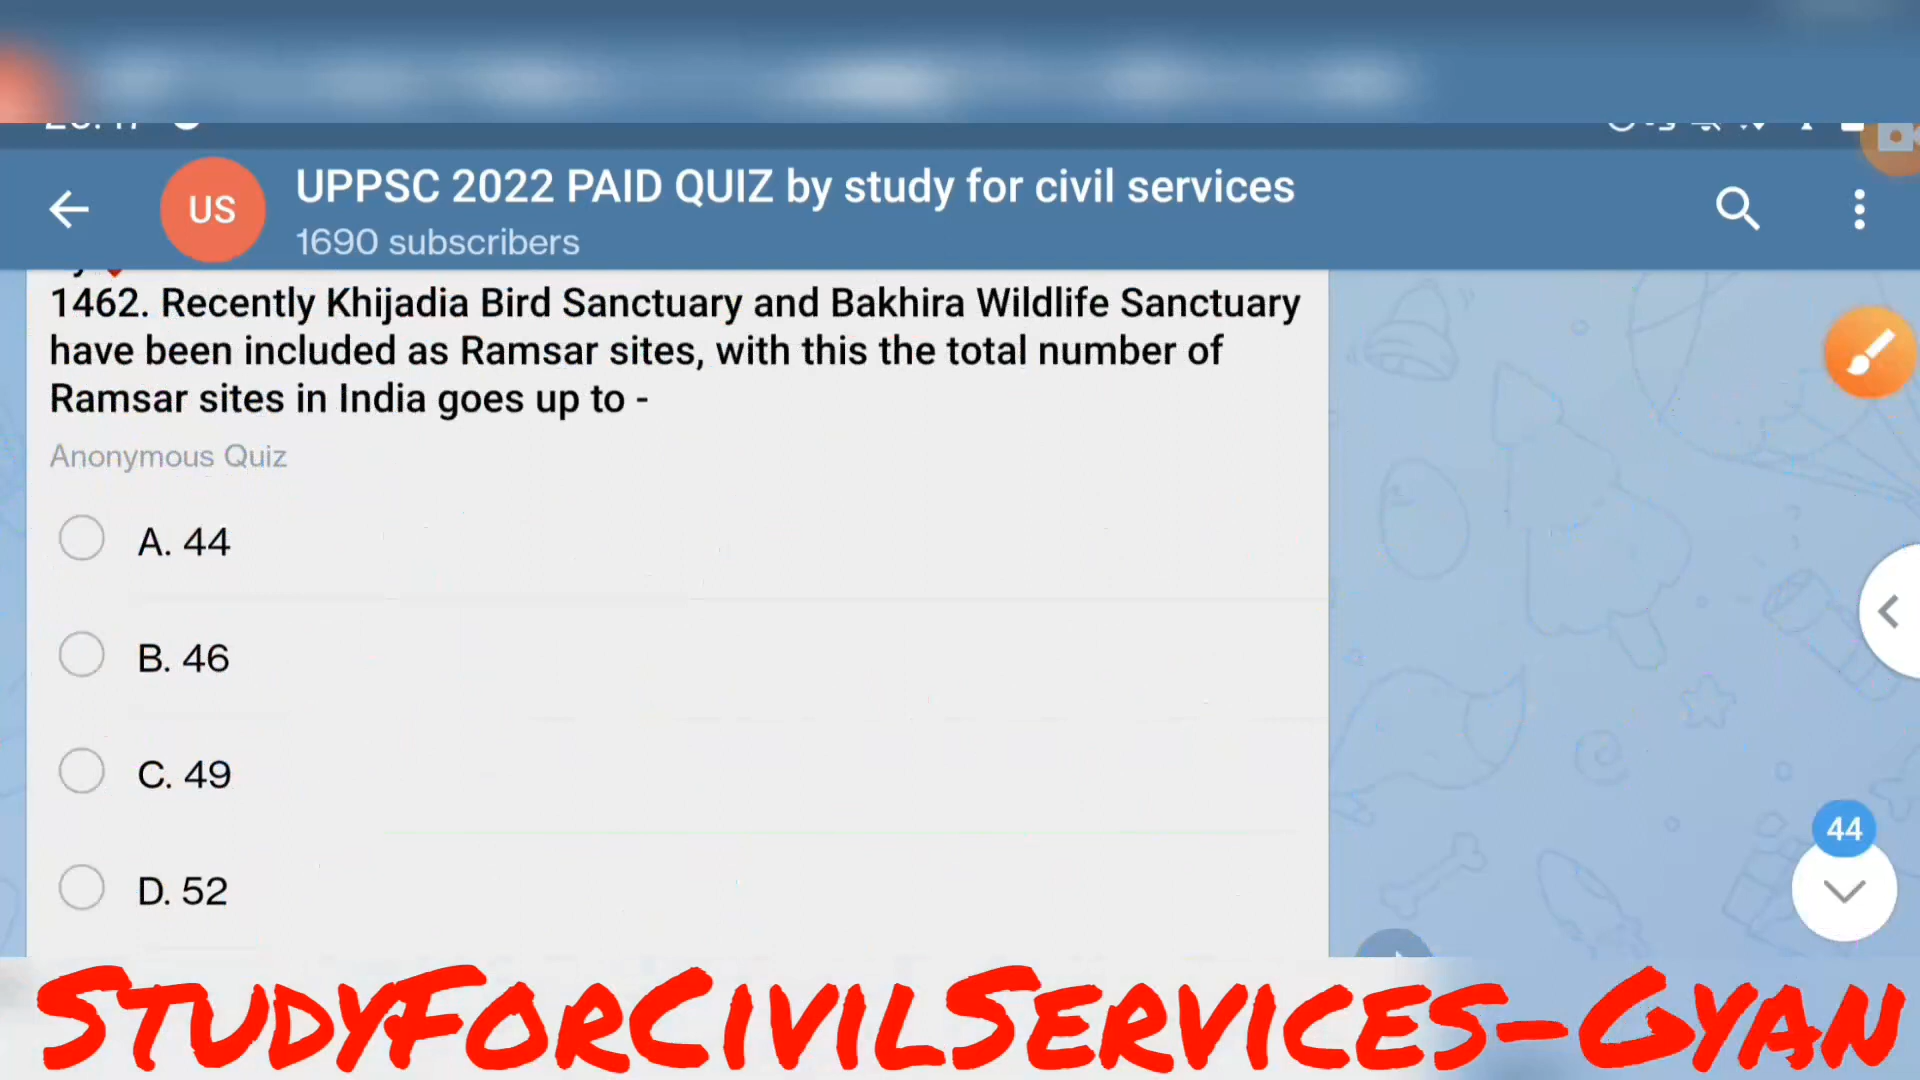 US
UPPSC 2022 PAID QUIZ by study for civil services
1690 subscribers
1462. Recently Khijadia Bird Sanctuary and Bakhira Wildlife Sanctuary
have been included as Ramsar sites, with this the total number of
Ramsar sites in India goes up to -
Anonymous Quiz
A. 44
B. 46
C. 49
D. 52
44
StudyForCivilServices-Gyan